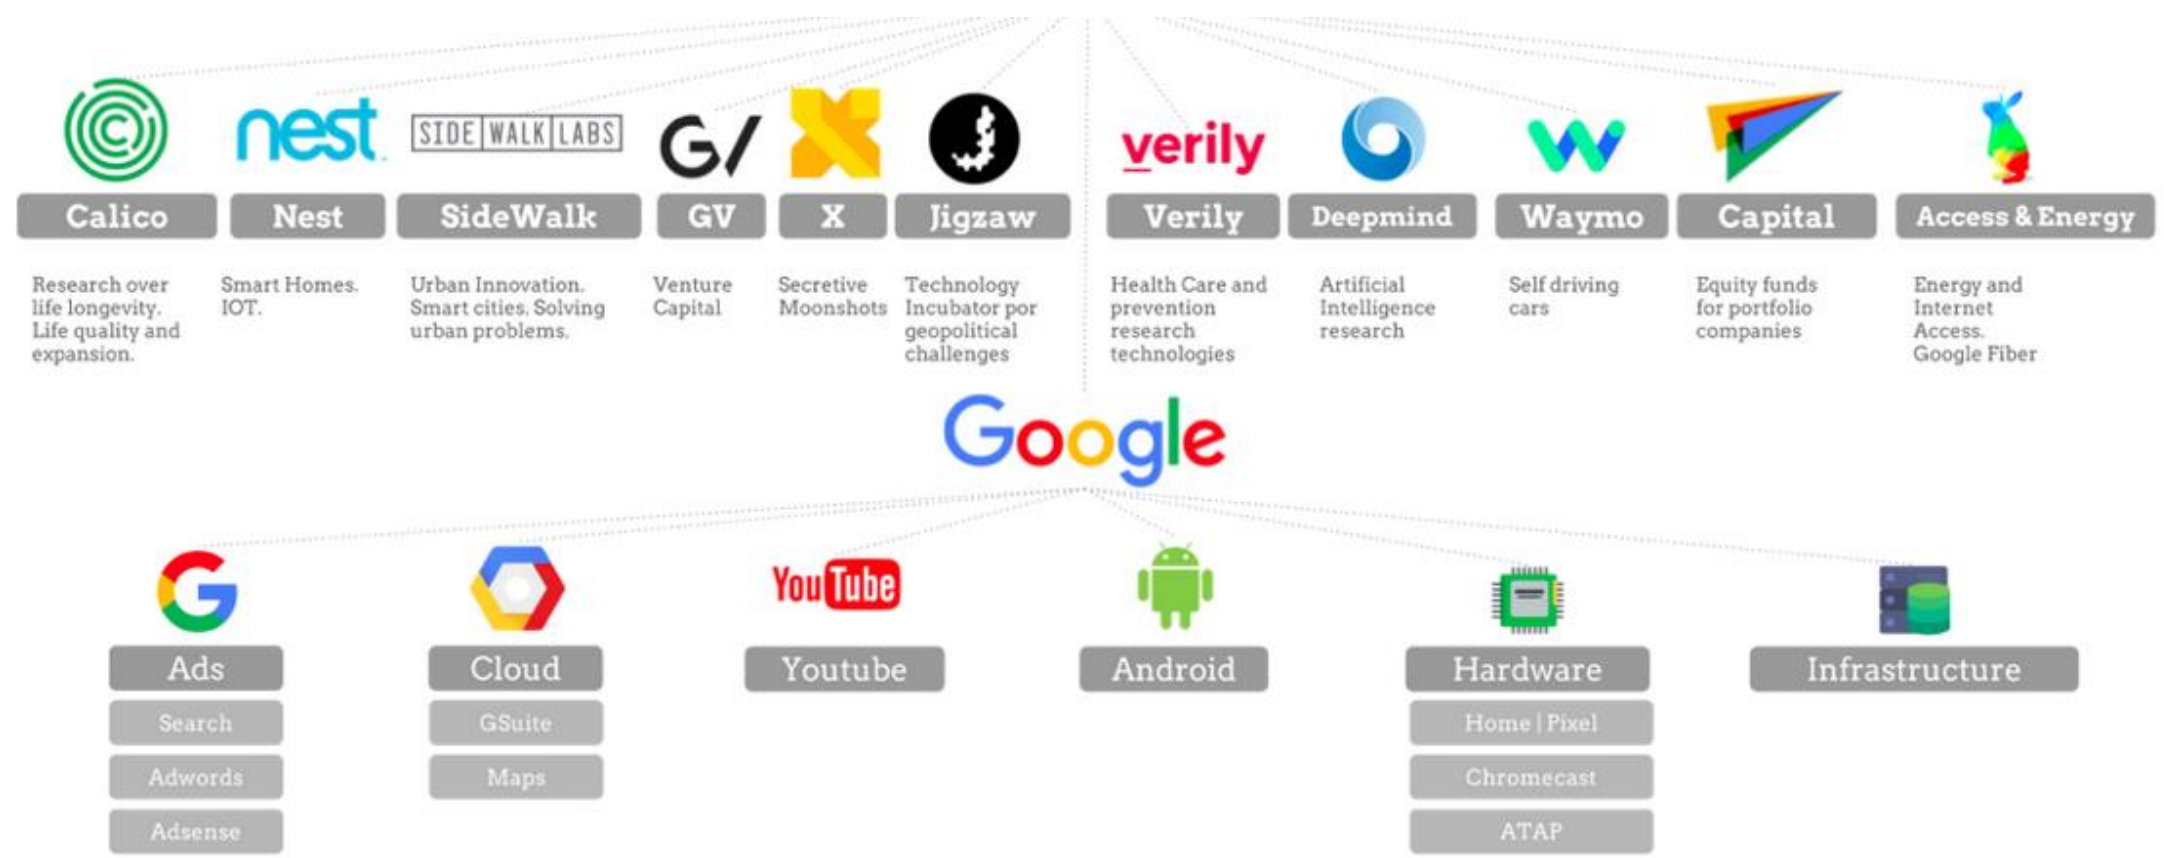 nest
SIDE WALK LABS
G/
verily
Calico
Nest
SideWalk
GV
X
Jigzaw
Verily
Deepmind
Waymo
Capital
Access & Energy
Research over
life longevity.
Life quality and
expansion.
Smart Homes.
IOT.
Urban Innovation.
Smart cities. Solving
urban problems.
Venture
Capital
Secretive
Moonshots
Technology
Incubator por
geopolitical
challenges
Health Care and
prevention
research
technologies
Artificial
Intelligence
research
Self driving
cars
Equity funds
for portfolio
companies
Energy and
Internet
Access.
Google Fiber
Google
G
YouTube
Ads
Cloud
Youtube
Android
Hardware
Infrastructure
Search
GSuite
Home | Pixel
Adwords
Maps
Chromecast
Adsense
ATAP